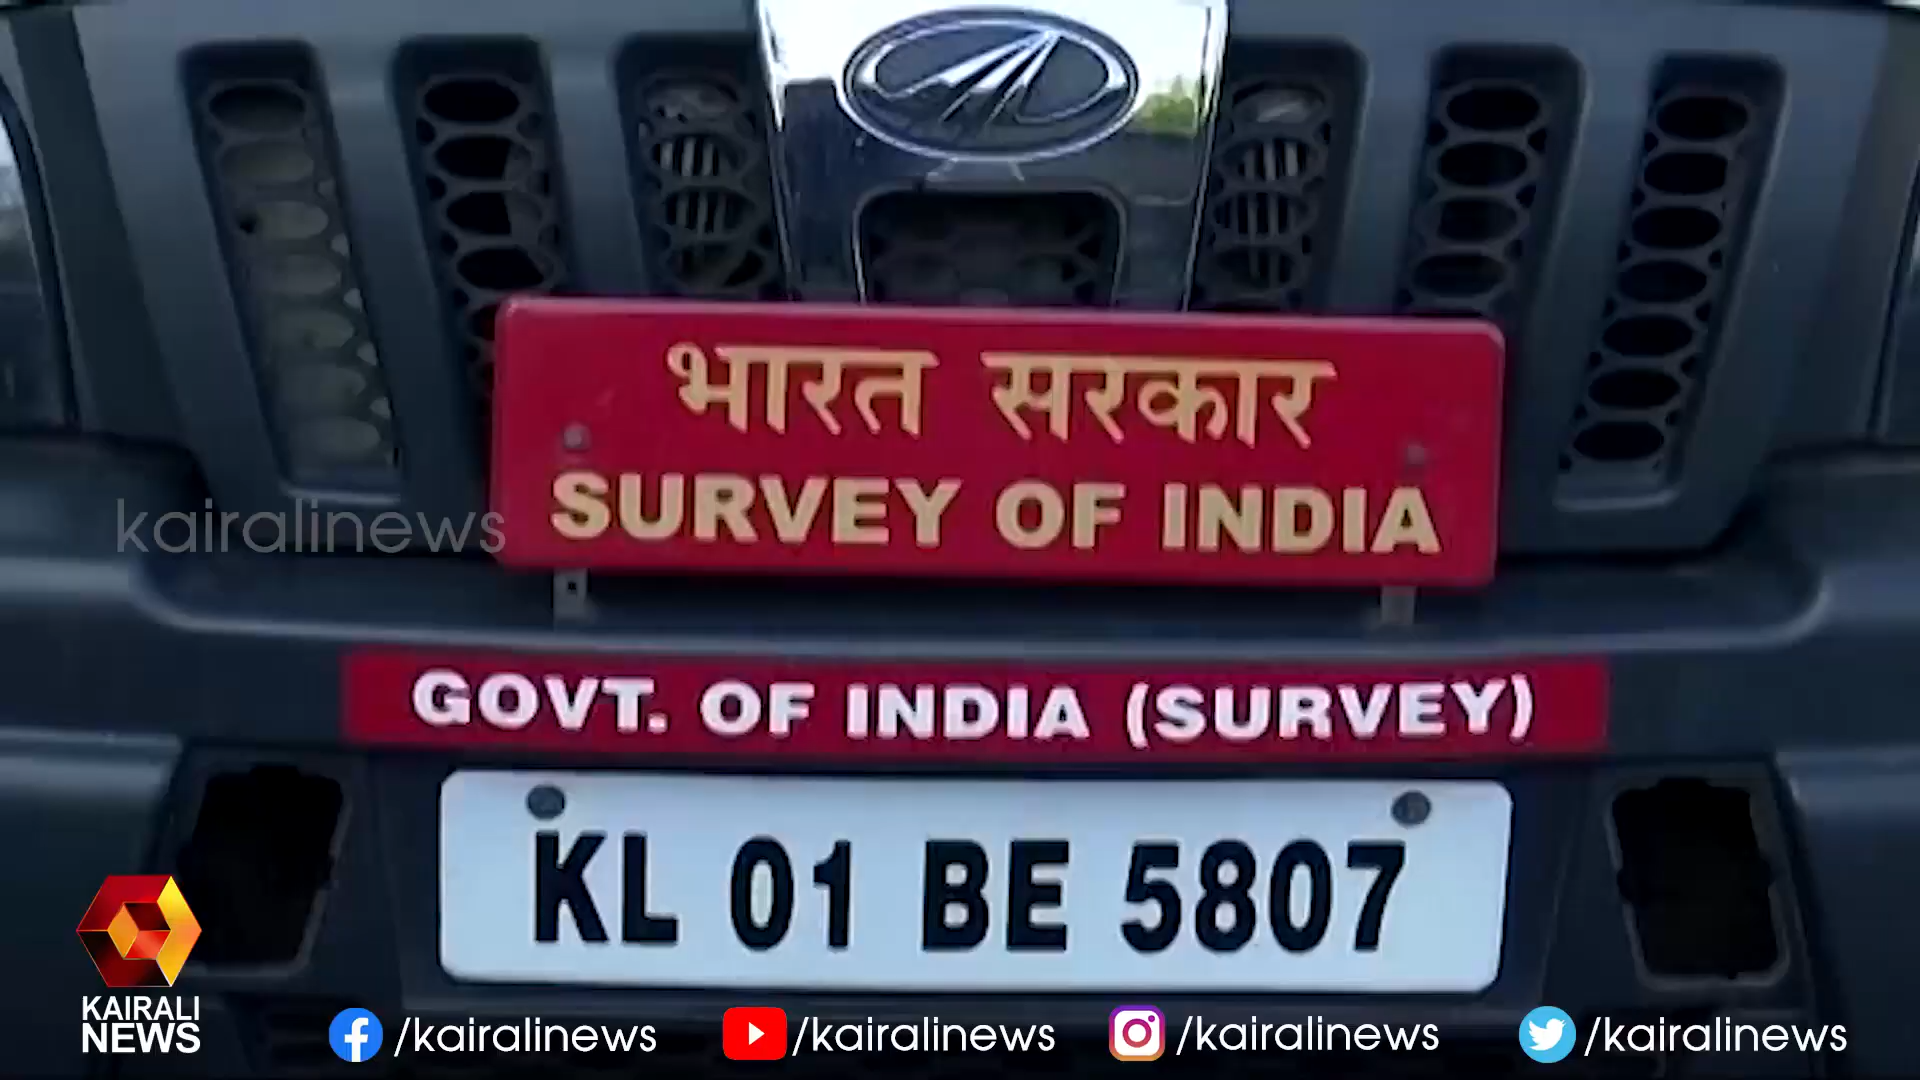 भारत सरकार
SURVEY OF INDIA
kairalinews
GOVT. OF INDIA (SURVEY)
KL 01 BE 5807
KAIRALI
NEWS
/kairalinews /kairalinews /kairalinews /kairalinews